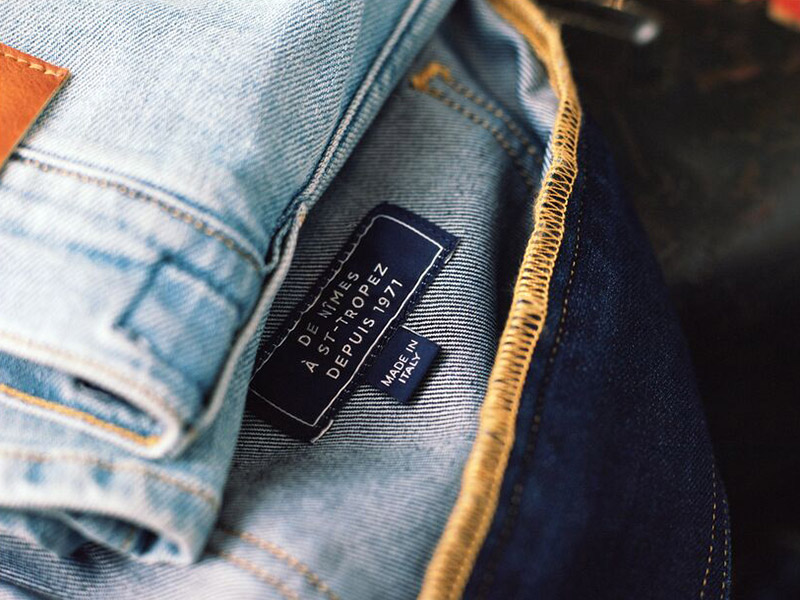 DE NÎMES
À ST-TROPEZ
DEPUIS 1971
MADE IN
ITALY